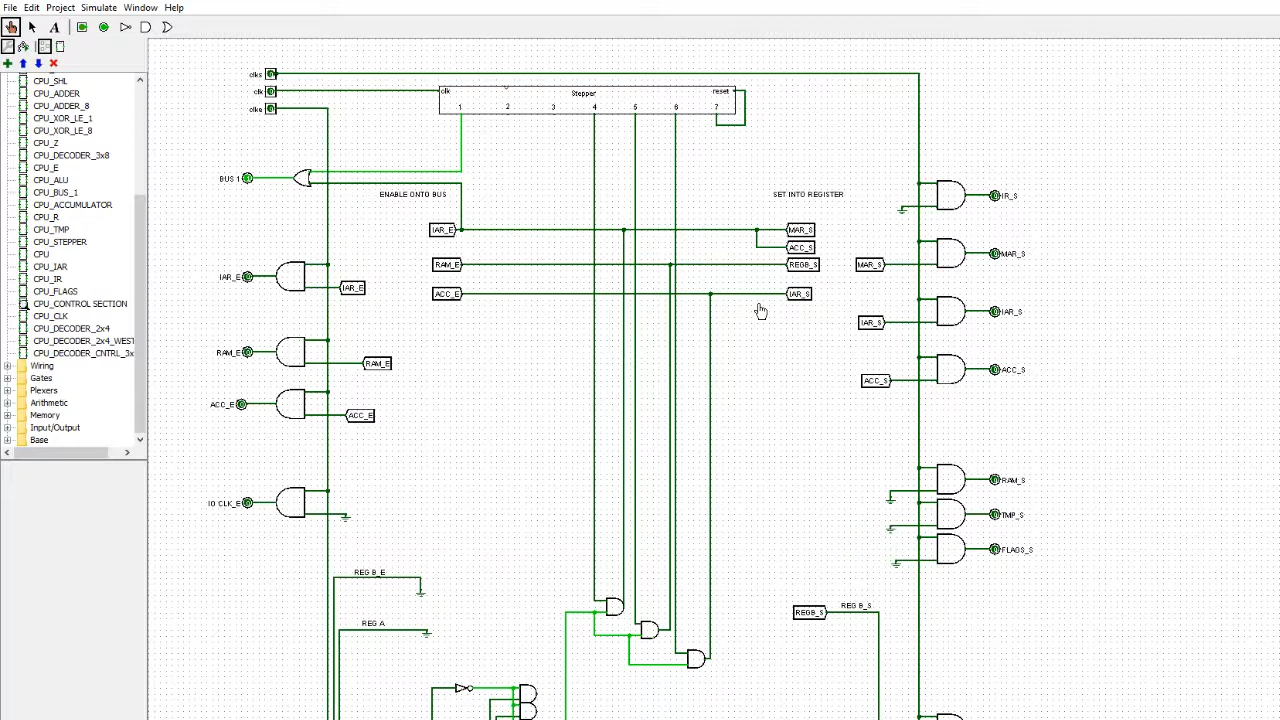 File Edit Project Simulate Window Help
A
CPU_SHL
CPU_ADDER
CPU_ADDER_8
CPU_XOR_LE_1
CPU_XOR_LE_8
CPU_Z
CPU_DECODER_3x8
CPU_E
CPU_ALU
CPU_BUS_1
CPU_ACCUMULATOR
CPU_R
CPU_TMP
CPU_STEPPER
CPU
CPU_IAR
CPU_IR
CPU_FLAGS
CPU_CONTROL SECTION
CPU_CLK
CPU_DECODER_2x4
CPU_DECODER_2x4_WEST
CPU_DECODER_CNTRL_3x
Wiring
Gates
Plexers
Arithmetic
Memory
Input/Output
Base
clks
clk
clke
clk Stepper reset
1 2 3 4 5 6 7
BUS 1
ENABLE ONTO BUS SET INTO REGISTER
IR_S
IAR_E MAR_S
ACC_S
MAR_S
RAM_E REGB_S MAR_S
IAR_E
IAR_E
ACC_E IAR_S
IAR_S
IAR_S
RAM_E
RAM_E
ACC_S
ACC_S
ACC_E
ACC_E
RAM_S
IO CLK_E
TMP_S
FLAGS_S
REG B_E
REGB_S REG B_S
REG A